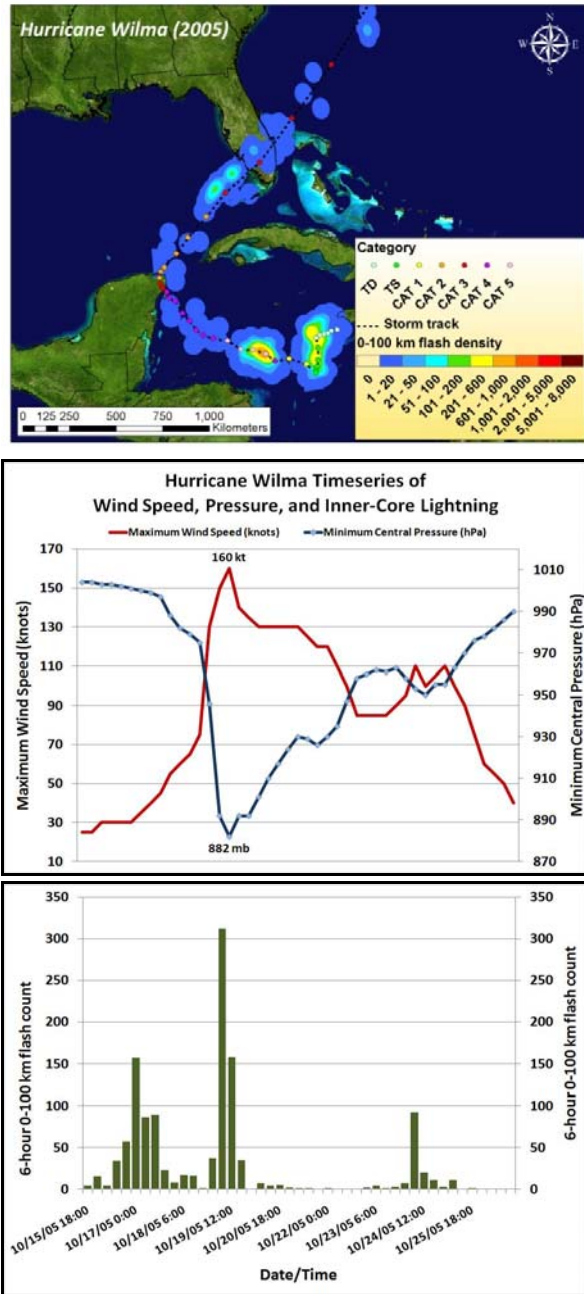 Hurricane Wilma (2005)
N
W E
S
Category
TD TS CAT 1 CAT 2 CAT 3 CAT 4 CAT 5
Storm track
0-100 km flash density
0 1 - 20 21 - 50 51 - 100 101 - 200 201 - 600 601 - 1,000 1,001 - 2,000 2,001 - 5,000 5,001 - 8,000
0 125 250 500 750 1,000
Kilometers
Hurricane Wilma Timeseries of
Wind Speed, Pressure, and Inner-Core Lightning
Maximum Wind Speed (knots) Minimum Central Pressure (hPa)
Maximum Wind Speed (knots)
170
150
130
110
90
70
50
30
10
160 kt
882 mb
1010
990
970
950
930
910
890
870
Minimum Central Pressure (hPa)
6-hour 0-100 km flash count
350
300
250
200
150
100
50
0
350
300
250
200
150
100
50
0
6-hour 0-100 km flash count
10/15/05 18:00
10/17/05 0:00
10/18/05 6:00
10/19/05 12:00
10/20/05 18:00
10/22/05 0:00
10/23/05 6:00
10/24/05 12:00
10/25/05 18:00
Date/Time